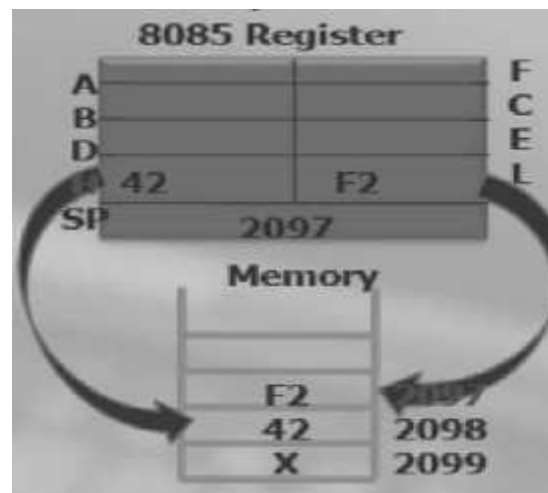 8085 Register
A F
B C
D E
42 F2 L
SP 2097
Memory
F2
42 2098
X 2099